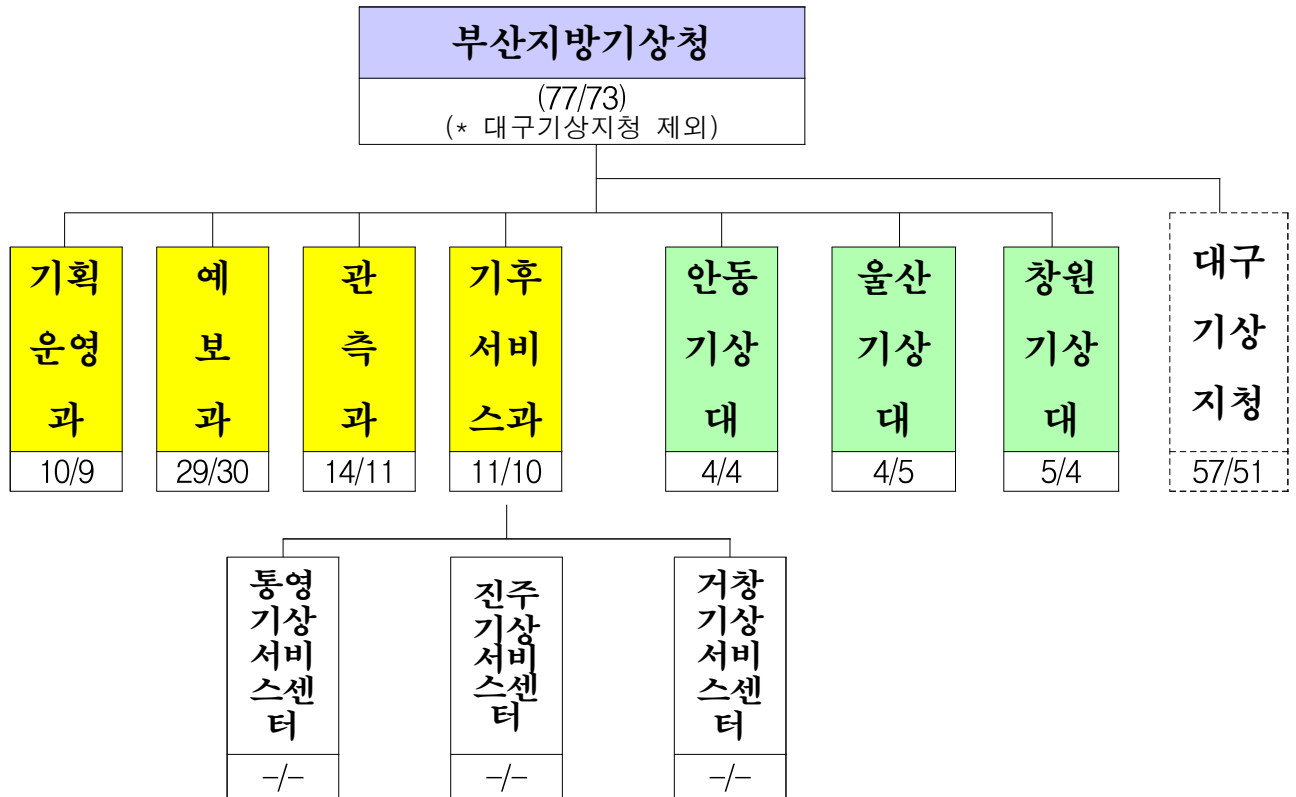 부산지방기상청
(77/73)
(* 대구기상지청 제외)
기획
운영
과
10/9
예
보
과
29/30
관
측
과
14/11
기후
서비
스과
11/10
안동
기상
대
4/4
울산
기상
대
4/5
창원
기상
대
5/4
대구
기상
지청
57/51
통영
기상
서비
스센
터
-/-
진주
기상
서비
스센
터
-/-
거창
기상
서비
스센
터
-/-